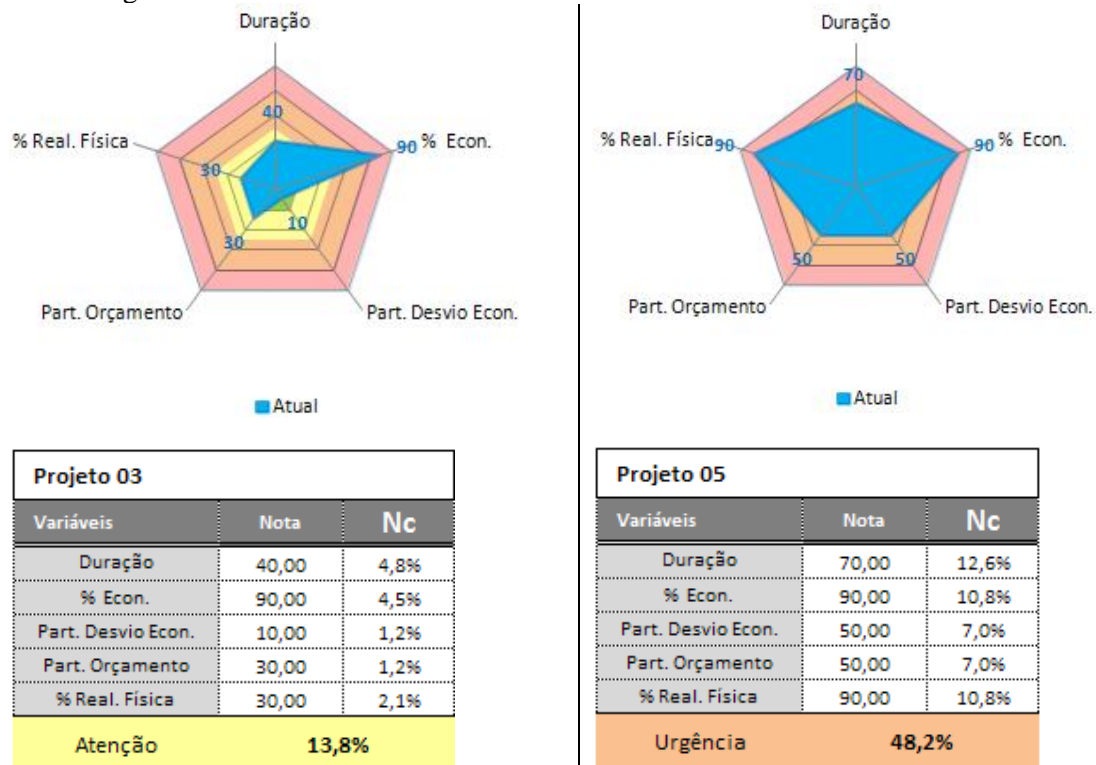 Duração
40
% Real. Física
90 % Econ.
30
10
30
Part. Orçamento
Part. Desvio Econ.
Atual
Projeto 03
Variáveis Nota Nc
Duração 40,00 4,8%
% Econ. 90,00 4,5%
Part. Desvio Econ. 10,00 1,2%
Part. Orçamento 30,00 1,2%
% Real. Física 30,00 2,1%
Atenção 13,8%
Duração
70
% Real. Física 90
90 % Econ.
50
50
Part. Orçamento
Part. Desvio Econ.
Atual
Projeto 05
Variáveis Nota Nc
Duração 70,00 12,6%
% Econ. 90,00 10,8%
Part. Desvio Econ. 50,00 7,0%
Part. Orçamento 50,00 7,0%
% Real. Física 90,00 10,8%
Urgência 48,2%